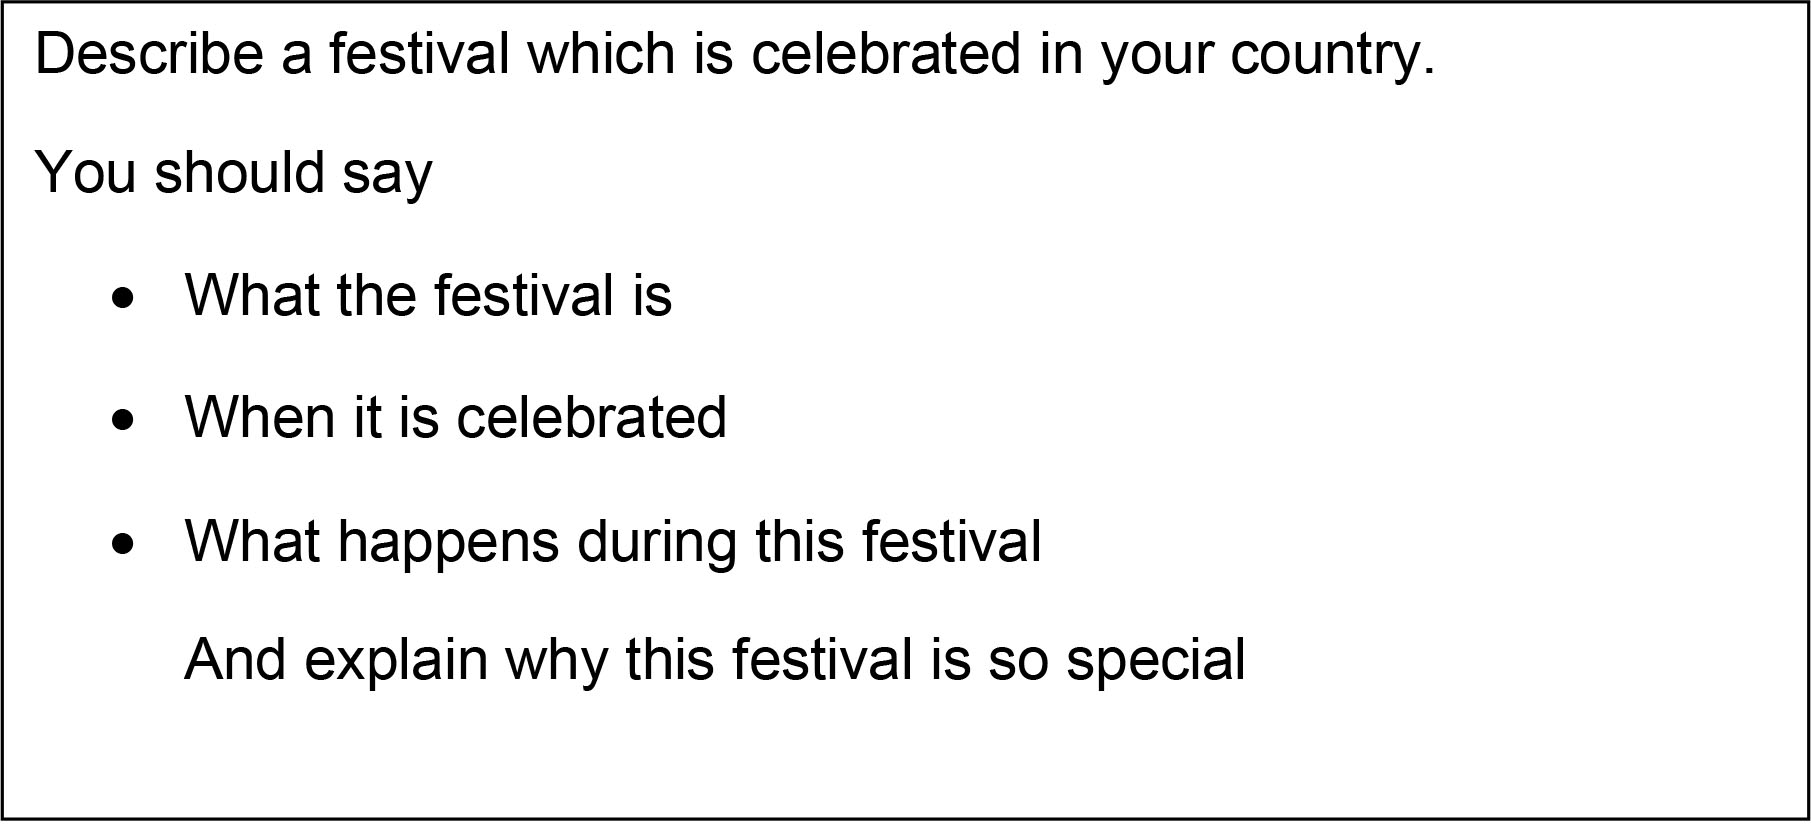 Describe a festival which is celebrated in your country.
You should say
• What the festival is
• When it is celebrated
• What happens during this festival
And explain why this festival is so special